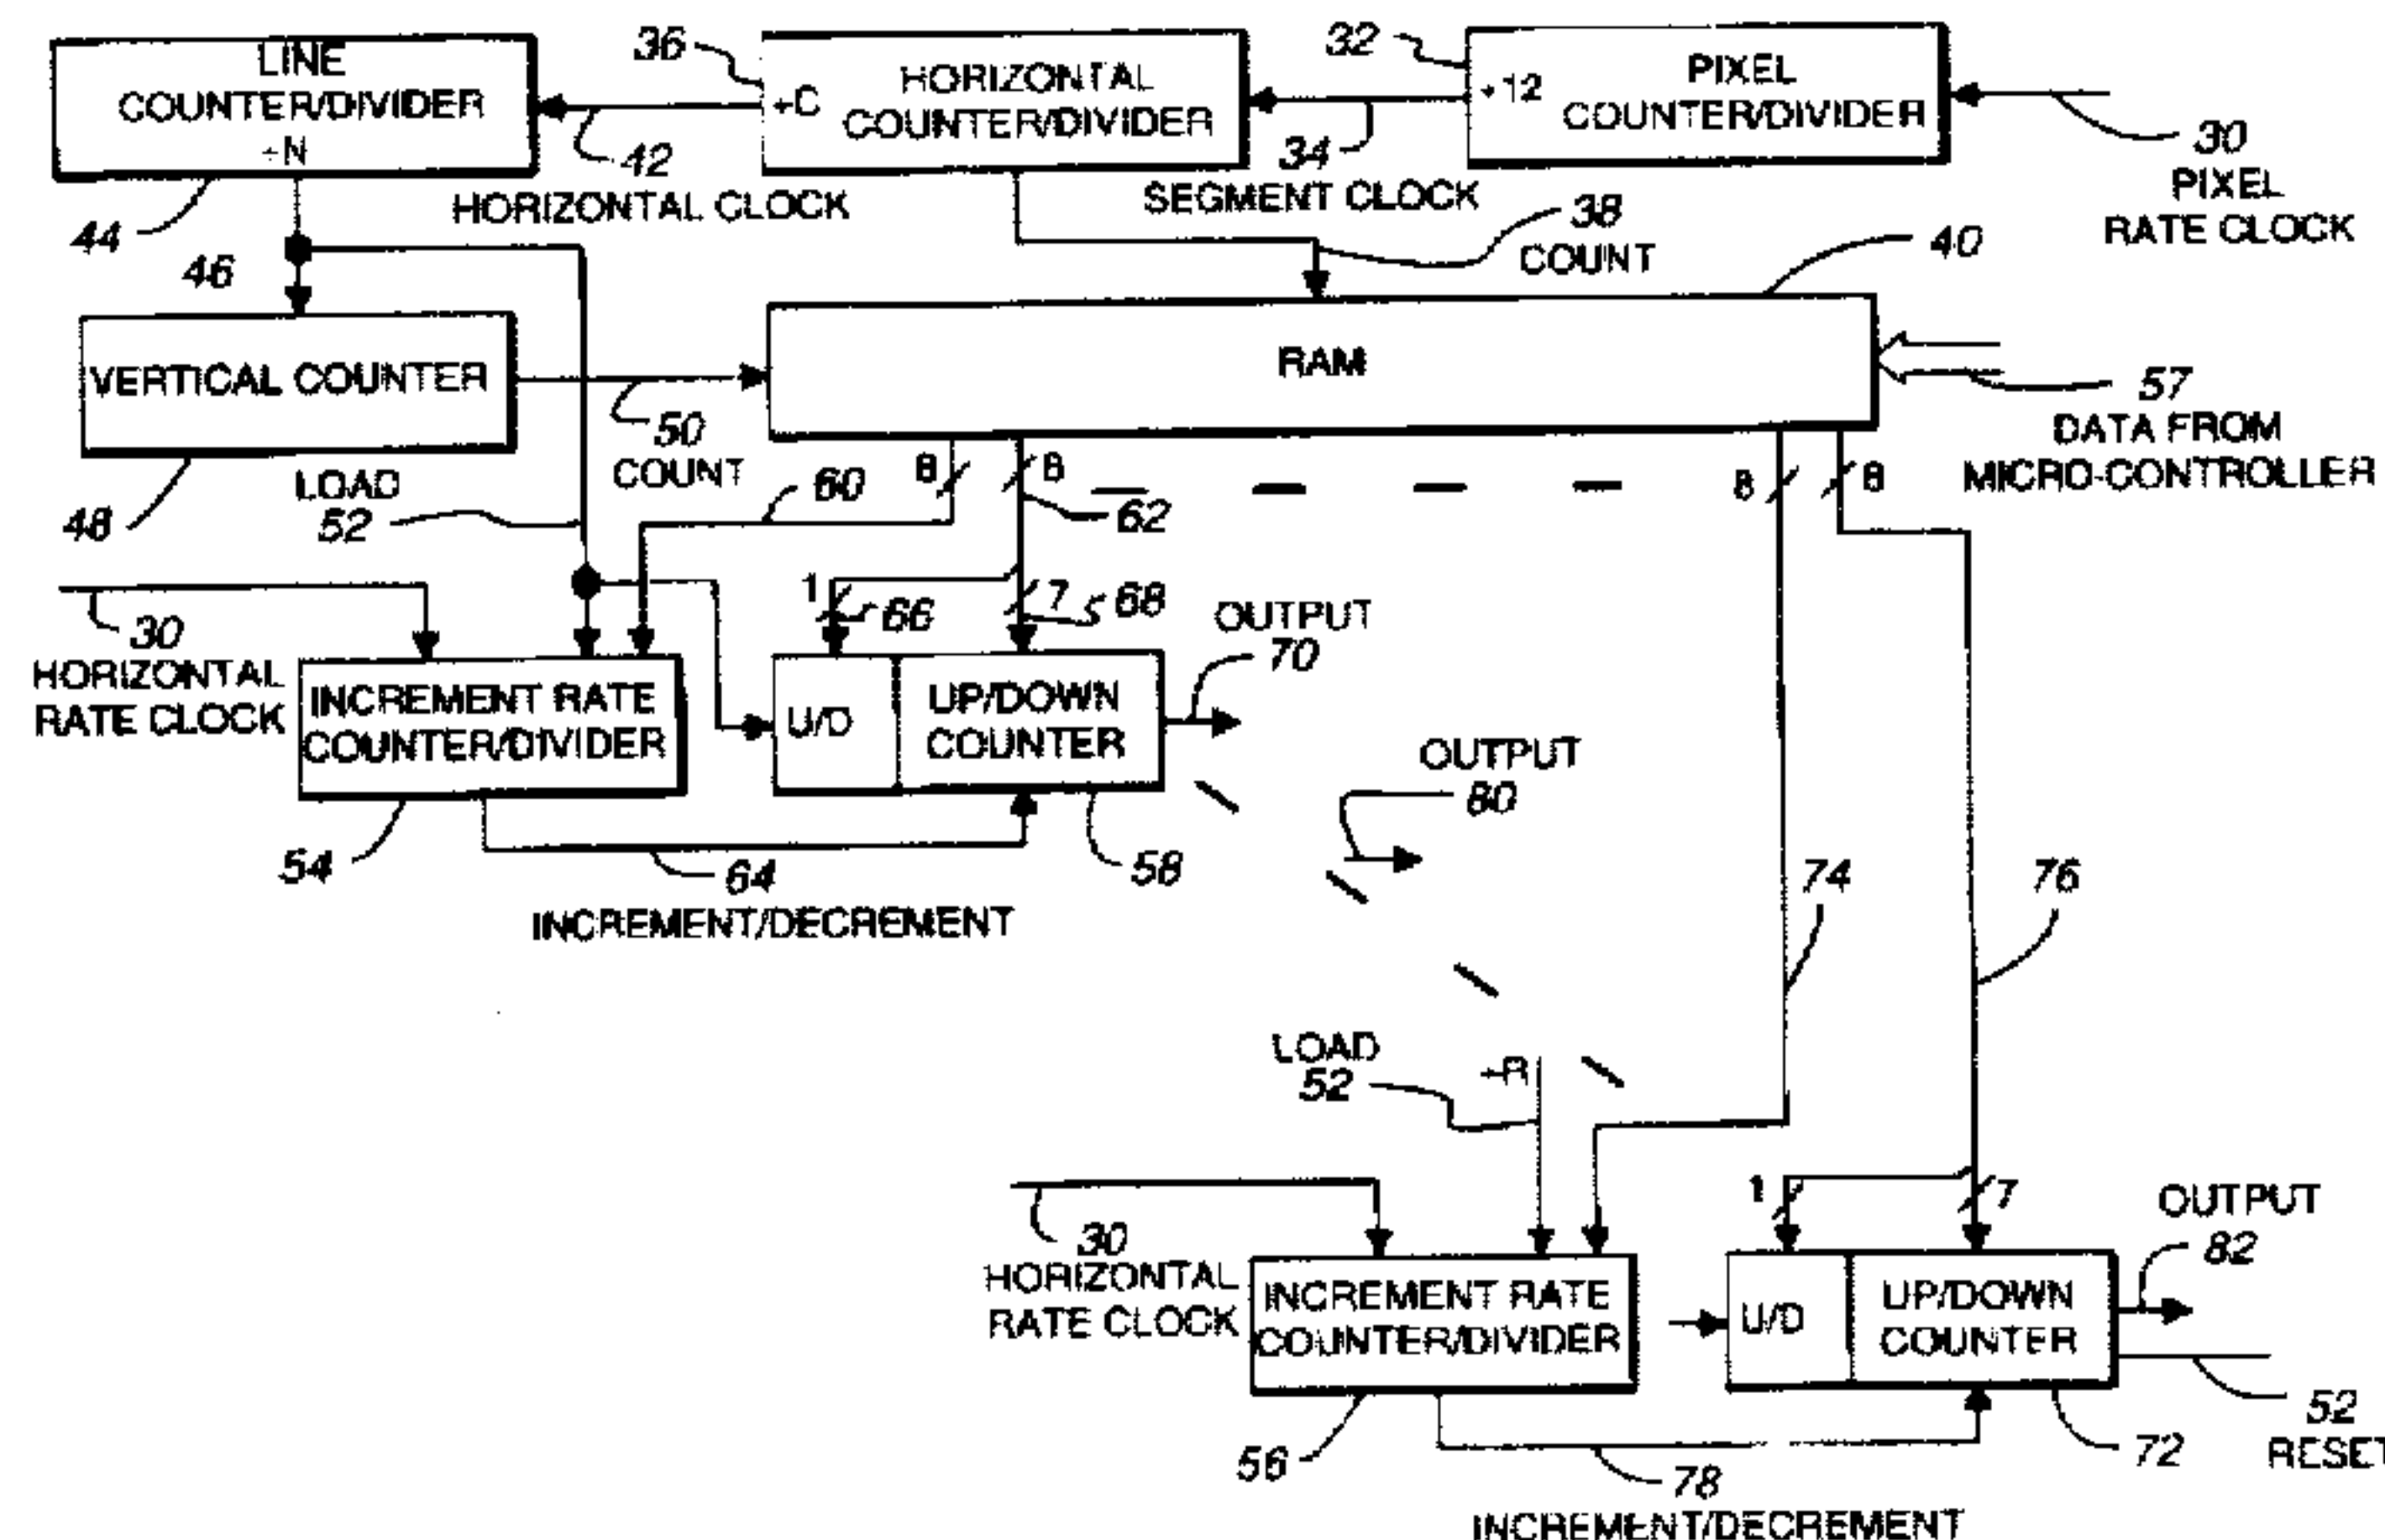 LINE
COUNTER/DIVIDER
÷N
36
÷C
HORIZONTAL
COUNTER/DIVIDER
32
÷12
PIXEL
COUNTER/DIVIDER
30
PIXEL
RATE CLOCK
42
HORIZONTAL CLOCK
34
SEGMENT CLOCK
38
COUNT
40
44
46
VERTICAL COUNTER
RAM
57
DATA FROM
MICRO-CONTROLLER
50
COUNT
48
LOAD
52
60
8
8
62
8
8
30
HORIZONTAL
RATE CLOCK
1
66
7
68
OUTPUT
70
INCREMENT RATE
COUNTER/DIVIDER
U/D
UP/DOWN
COUNTER
OUTPUT
80
54
64
INCREMENT/DECREMENT
58
74
76
LOAD
52
÷R
30
HORIZONTAL
RATE CLOCK
1
7
OUTPUT
82
INCREMENT RATE
COUNTER/DIVIDER
U/D
UP/DOWN
COUNTER
56
78
INCREMENT/DECREMENT
72
52
RESET